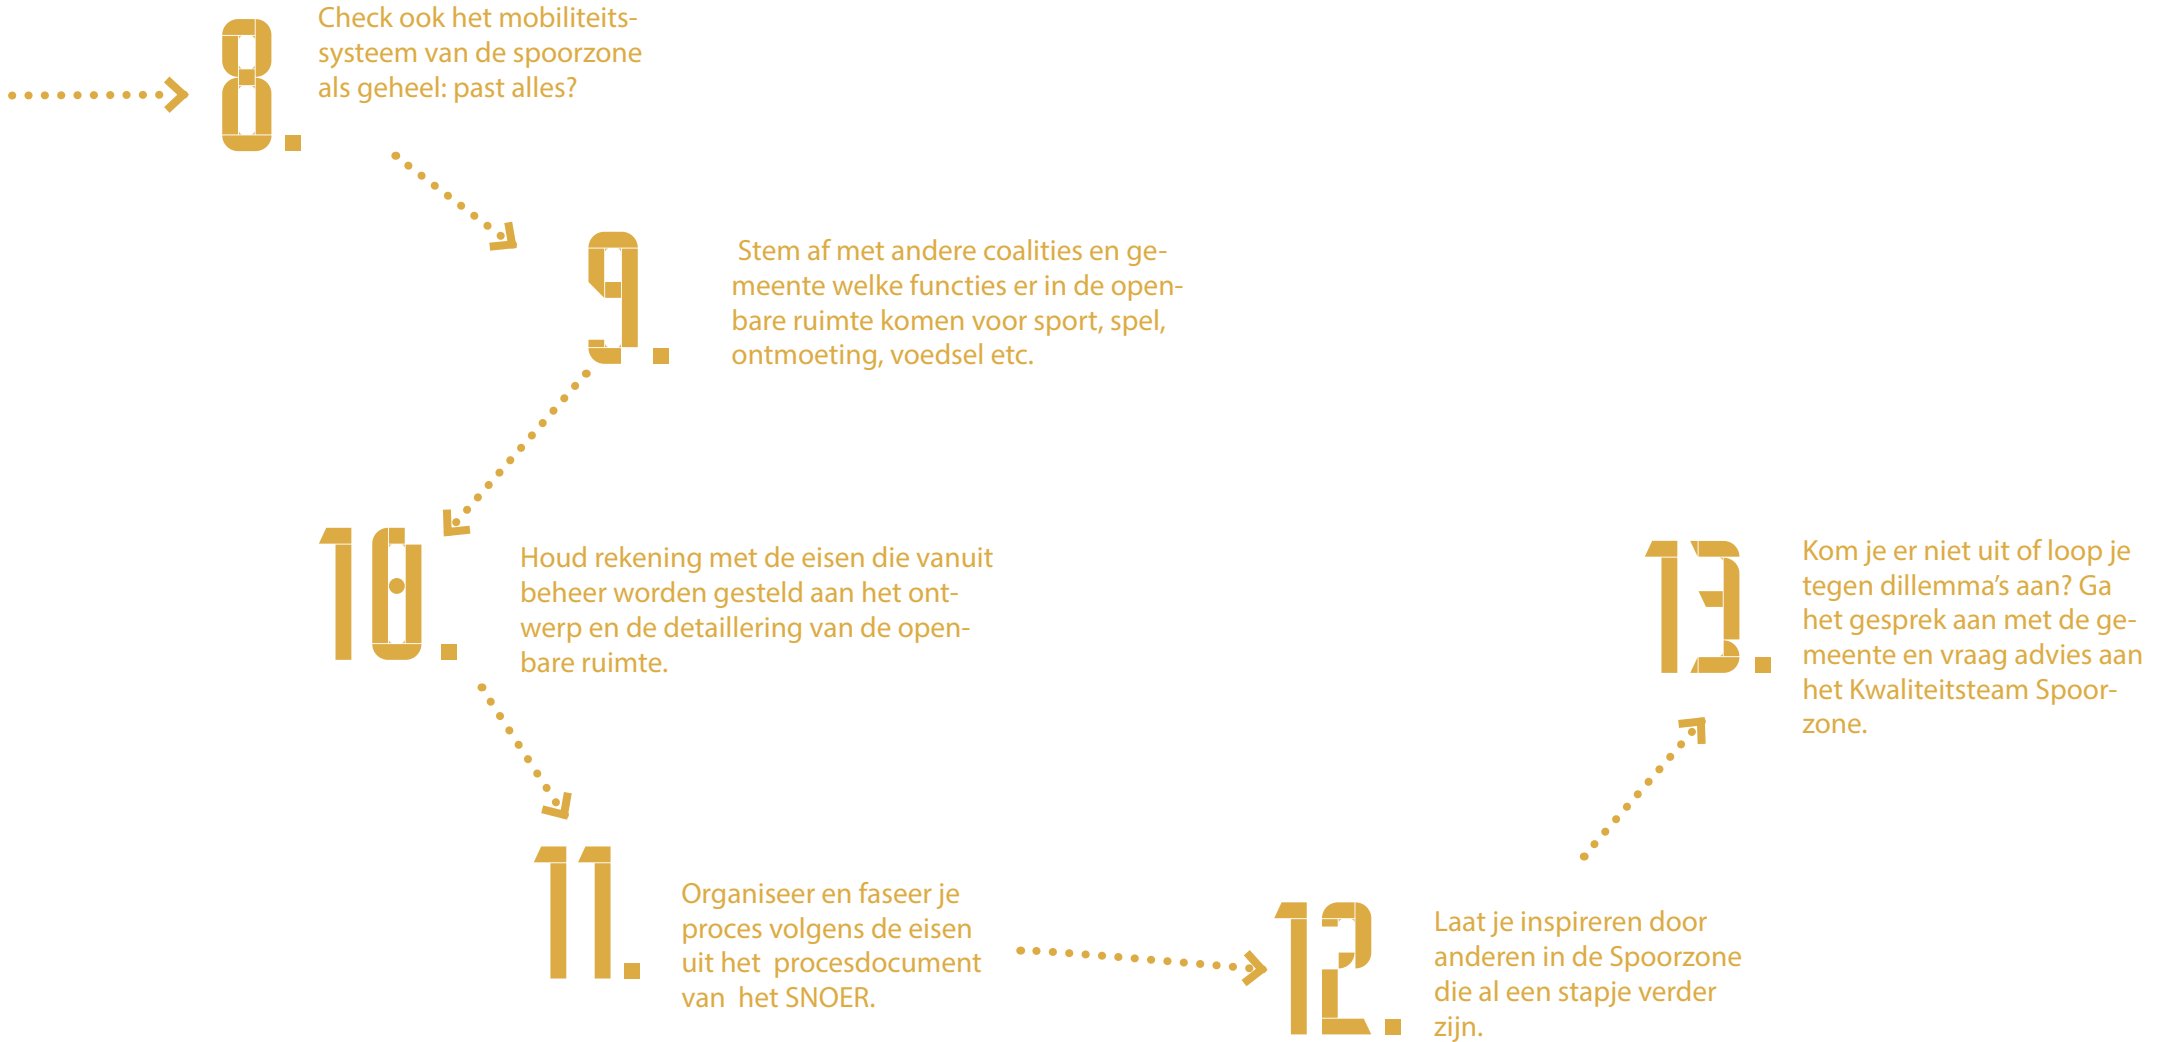 8.
Check ook het mobiliteits-
systeem van de spoorzone
als geheel: past alles?
9.
Stem af met andere coalities en ge-
meente welke functies er in de open-
bare ruimte komen voor sport, spel,
ontmoeting, voedsel etc.
10.
Houd rekening met de eisen die vanuit
beheer worden gesteld aan het ont-
werp en de detaillering van de open-
bare ruimte.
11.
Organiseer en faseer je
proces volgens de eisen
uit het  procesdocument
van  het SNOER.
12.
Laat je inspireren door
anderen in de Spoorzone
die al een stapje verder
zijn.
13.
Kom je er niet uit of loop je
tegen dillemma’s aan? Ga
het gesprek aan met de ge-
meente en vraag advies aan
het Kwaliteitsteam Spoor-
zone.